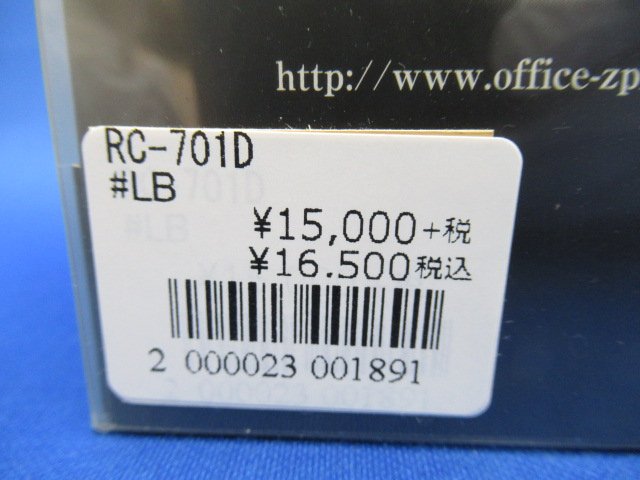 http://www.office-zp
RC-701D
#LB
¥15,000+税
¥16.500税込
2 000023 001891